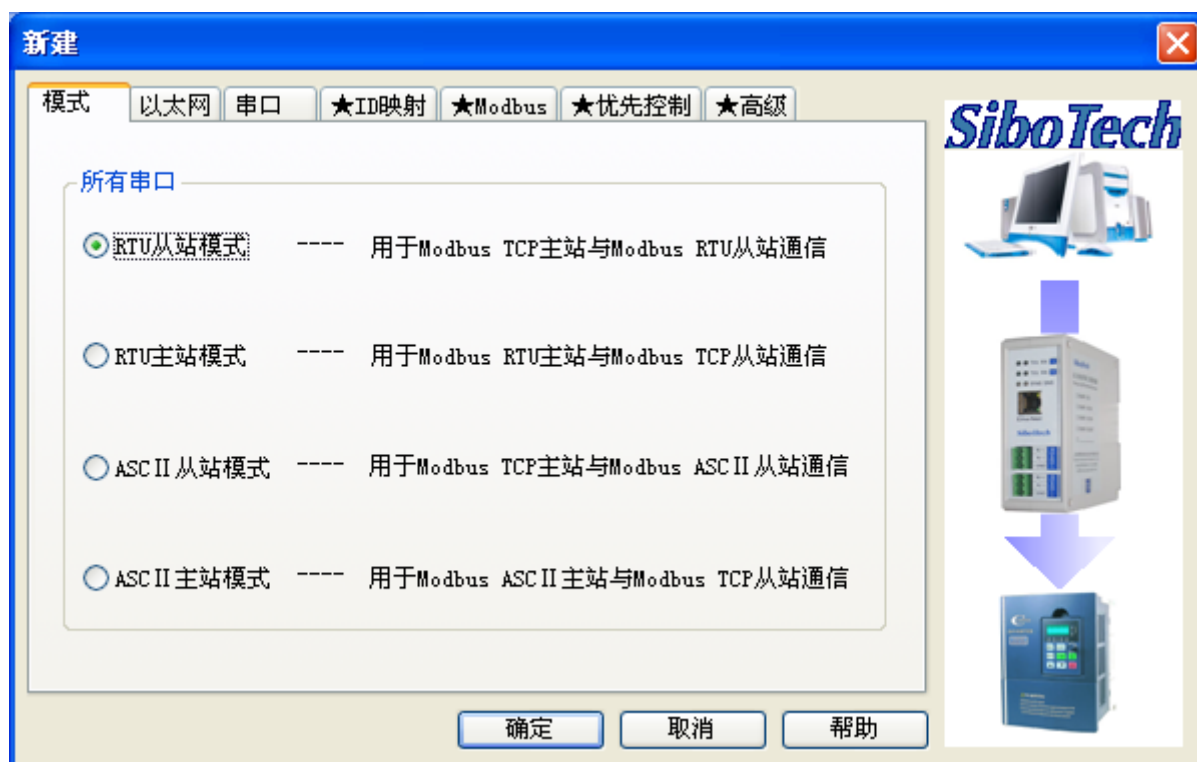 新建
模式 以太网 串口 ★ID映射 ★Modbus ★优先控制 ★高级
SiboTech
所有串口
RTU从站模式 ---- 用于Modbus TCP主站与Modbus RTU从站通信
RTU主站模式 ---- 用于Modbus RTU主站与Modbus TCP从站通信
ASCⅡ从站模式 ---- 用于Modbus TCP主站与Modbus ASCⅡ从站通信
ASCⅡ主站模式 ---- 用于Modbus ASCⅡ主站与Modbus TCP从站通信
确定 取消 帮助